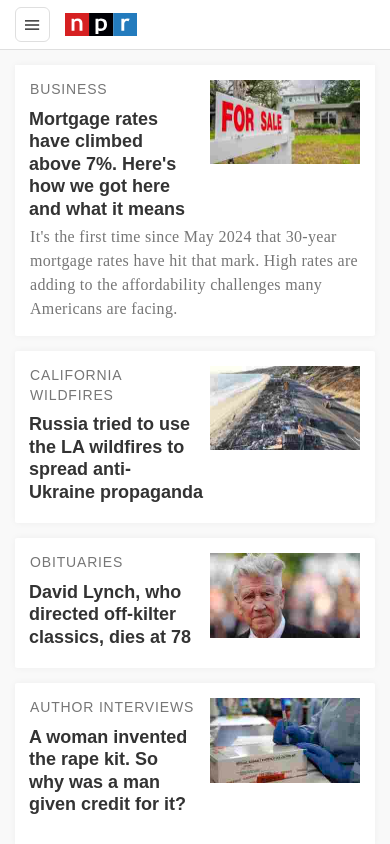 npr
BUSINESS
Mortgage rates
have climbed
above 7%. Here's
how we got here
and what it means
FOR SALE
It's the first time since May 2024 that 30-year
mortgage rates have hit that mark. High rates are
adding to the affordability challenges many
Americans are facing.
CALIFORNIA
WILDFIRES
Russia tried to use
the LA wildfires to
spread anti-
Ukraine propaganda
OBITUARIES
David Lynch, who
directed off-kilter
classics, dies at 78
AUTHOR INTERVIEWS
A woman invented
the rape kit. So
why was a man
given credit for it?